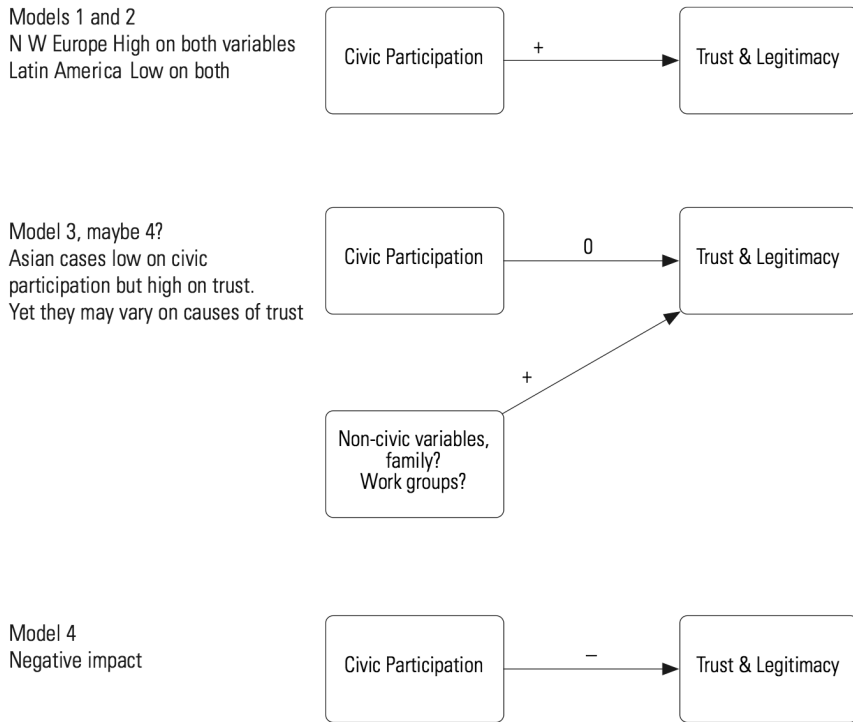 Models 1 and 2
N W Europe High on both variables
Latin America Low on both
Civic Participation
+
Trust & Legitimacy
Model 3, maybe 4?
Asian cases low on civic
participation but high on trust.
Yet they may vary on causes of trust
Civic Participation
0
Trust & Legitimacy
+
Non-civic variables,
family?
Work groups?
Model 4
Negative impact
Civic Participation
–
Trust & Legitimacy